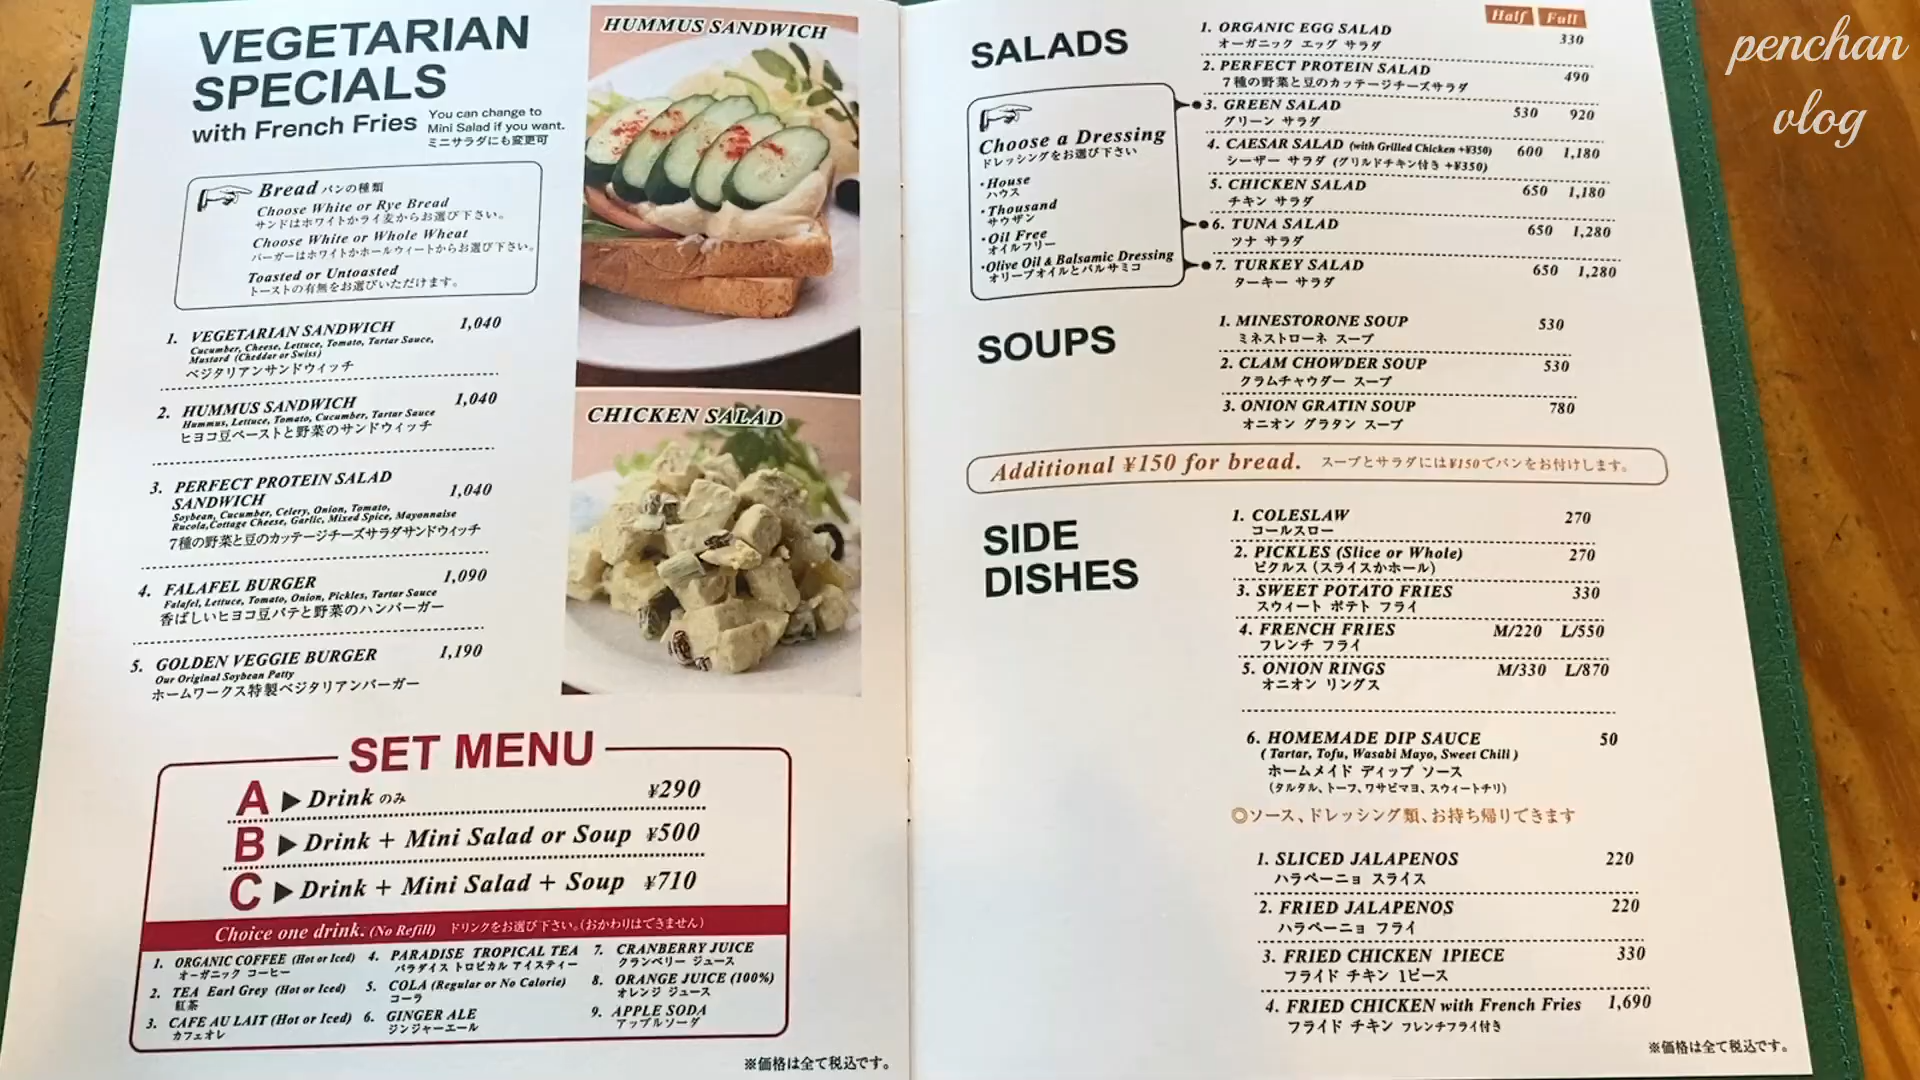 VEGETARIAN
SPECIALS
with French Fries
You can change to
Mini Salad if you want.
ミニサラダにも変更可
Bread パンの種類
Choose White or Rye Bread
サンドはホワイトかライ麦からお選び下さい。
Choose White or Whole Wheat
バーガーはホワイトかホールウィートからお選び下さい。
Toasted or Untoasted
トーストの有無をお選びいただけます。
1. VEGETARIAN SANDWICH 1,040
Cucumber, Cheese, Lettuce, Tomato, Tartar Sauce,
Mustard (Cheddar or Swiss)
ベジタリアンサンドウィッチ
2. HUMMUS SANDWICH 1,040
Hummus, Lettuce, Tomato, Cucumber, Tartar Sauce
ヒヨコ豆ペーストと野菜のサンドウィッチ
3. PERFECT PROTEIN SALAD
SANDWICH 1,040
Soybean, Cucumber, Celery, Onion, Tomato,
Rucola, Cottage Cheese, Garlic, Mixed Spice, Mayonnaise
7種の野菜と豆のカッテージチーズサラダサンドウィッチ
4. FALAFEL BURGER 1,090
Falafel, Lettuce, Tomato, Onion, Pickles, Tartar Sauce
香ばしいヒヨコ豆パテと野菜のハンバーガー
5. GOLDEN VEGGIE BURGER 1,190
Our Original Soybean Patty
ホームワークス特製ベジタリアンバーガー
HUMMUS SANDWICH
CHICKEN SALAD
SET MENU
A ▶ Drink のみ ¥290
B ▶ Drink + Mini Salad or Soup ¥500
C ▶ Drink + Mini Salad + Soup ¥710
Choice one drink. (No Refill) ドリンクをお選び下さい。(おかわりはできません)
1. ORGANIC COFFEE (Hot or Iced)
オーガニック コーヒー
2. TEA Earl Grey (Hot or Iced)
紅茶
3. CAFE AU LAIT (Hot or Iced)
カフェオレ
4. PARADISE TROPICAL TEA
パラダイス トロピカル アイスティー
5. COLA (Regular or No Calorie)
コーラ
6. GINGER ALE
ジンジャーエール
7. CRANBERRY JUICE
クランベリー ジュース
8. ORANGE JUICE (100%)
オレンジ ジュース
9. APPLE SODA
アップルソーダ
※価格は全て税込です。
SALADS
Half Full
Choose a Dressing
ドレッシングをお選び下さい
・House
ハウス
・Thousand
サウザン
・Oil Free
オイルフリー
・Olive Oil & Balsamic Dressing
オリーブオイルとバルサミコ
1. ORGANIC EGG SALAD 330
オーガニック エッグ サラダ
2. PERFECT PROTEIN SALAD 490
7種の野菜と豆のカッテージチーズサラダ
3. GREEN SALAD 530 920
グリーン サラダ
4. CAESAR SALAD (with Grilled Chicken +¥350) 600 1,180
シーザー サラダ (グリルドチキン付き +¥350)
5. CHICKEN SALAD 650 1,180
チキン サラダ
6. TUNA SALAD 650 1,280
ツナ サラダ
7. TURKEY SALAD 650 1,280
ターキー サラダ
SOUPS
1. MINESTORONE SOUP 530
ミネストローネ スープ
2. CLAM CHOWDER SOUP 530
クラムチャウダー スープ
3. ONION GRATIN SOUP 780
オニオン グラタン スープ
Additional ¥150 for bread. スープとサラダには¥150でパンをお付けします。
SIDE
DISHES
1. COLESLAW 270
コールスロー
2. PICKLES (Slice or Whole) 270
ピクルス (スライスかホール)
3. SWEET POTATO FRIES 330
スウィート ポテト フライ
4. FRENCH FRIES M/220 L/550
フレンチ フライ
5. ONION RINGS M/330 L/870
オニオン リングス
6. HOMEMADE DIP SAUCE 50
( Tartar, Tofu, Wasabi Mayo, Sweet Chili )
ホームメイド ディップ ソース
(タルタル、トーフ、ワサビマヨ、スウィートチリ)
◎ソース、ドレッシング類、お持ち帰りできます
1. SLICED JALAPENOS 220
ハラペーニョ スライス
2. FRIED JALAPENOS 220
ハラペーニョ フライ
3. FRIED CHICKEN 1PIECE 330
フライド チキン 1ピース
4. FRIED CHICKEN with French Fries 1,690
フライド チキン フレンチフライ付き
※価格は全て税込です。
penchan
vlog